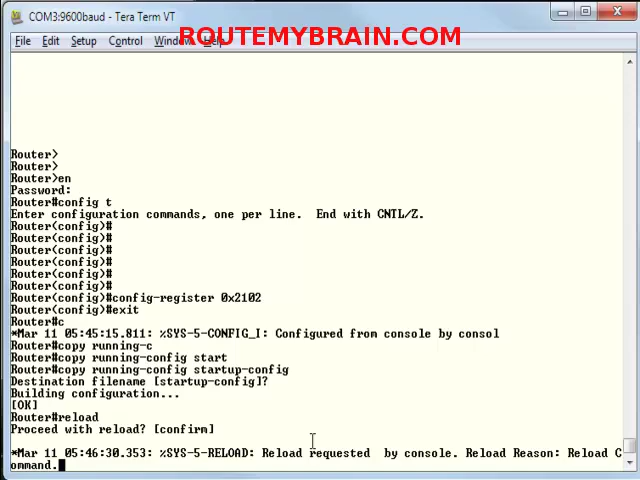 COM3:9600baud - Tera Term VT
ROUTEMYBRAIN.COM
File Edit Setup Control Window Help
Router>
Router>
Router>en
Password:
Router#config t
Enter configuration commands, one per line.  End with CNTL/Z.
Router(config)#
Router(config)#
Router(config)#
Router(config)#
Router(config)#
Router(config)#
Router(config)#config-register 0x2102
Router(config)#exit
Router#c
*Mar 11 05:45:15.811: %SYS-5-CONFIG_I: Configured from console by consol
Router#copy running-c
Router#copy running-config start
Router#copy running-config startup-config
Destination filename [startup-config]?
Building configuration...
[OK]
Router#reload
Proceed with reload? [confirm]
*Mar 11 05:46:30.353: %SYS-5-RELOAD: Reload requested  by console. Reload Reason: Reload C
ommand.